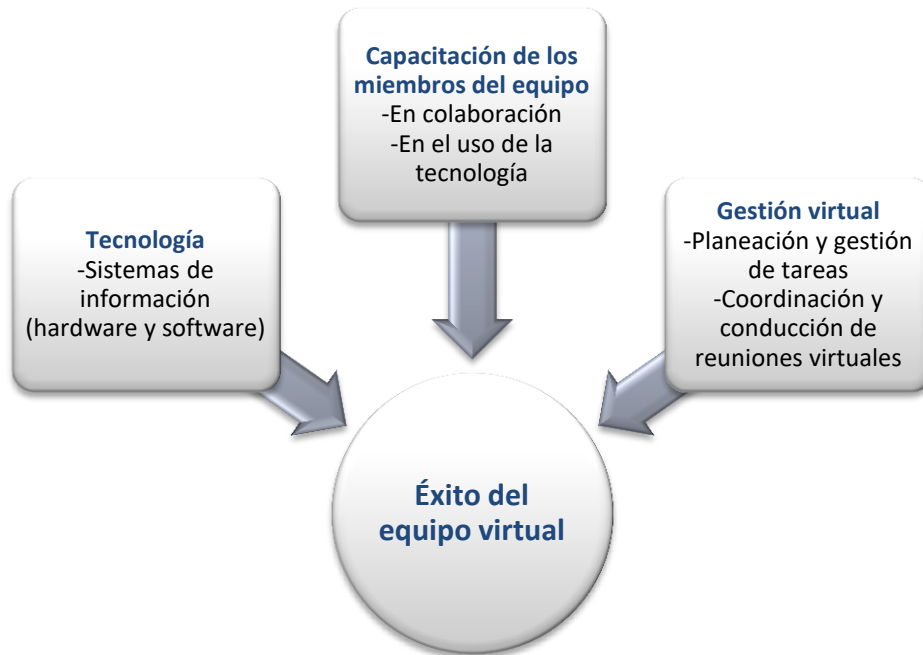 Capacitación de los
miembros del equipo
-En colaboración
-En el uso de la
tecnología
Tecnología
-Sistemas de
información
(hardware y software)
Gestión virtual
-Planeación y gestión
de tareas
-Coordinación y
conducción de
reuniones virtuales
Éxito del
equipo virtual